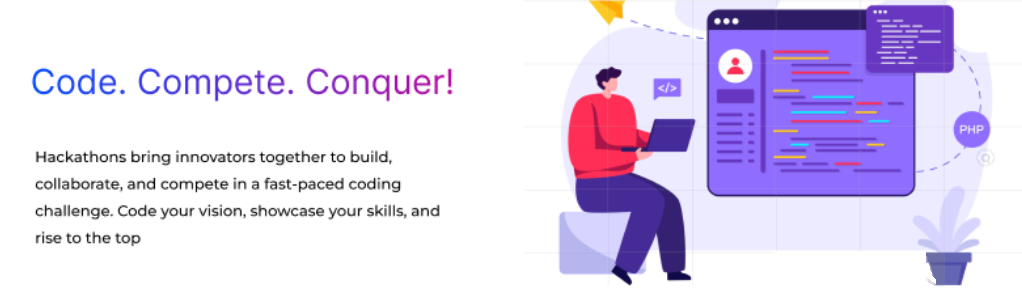 Code. Compete. Conquer!
Hackathons bring innovators together to build,
collaborate, and compete in a fast-paced coding
challenge. Code your vision, showcase your skills, and
rise to the top
</>
PHP
@